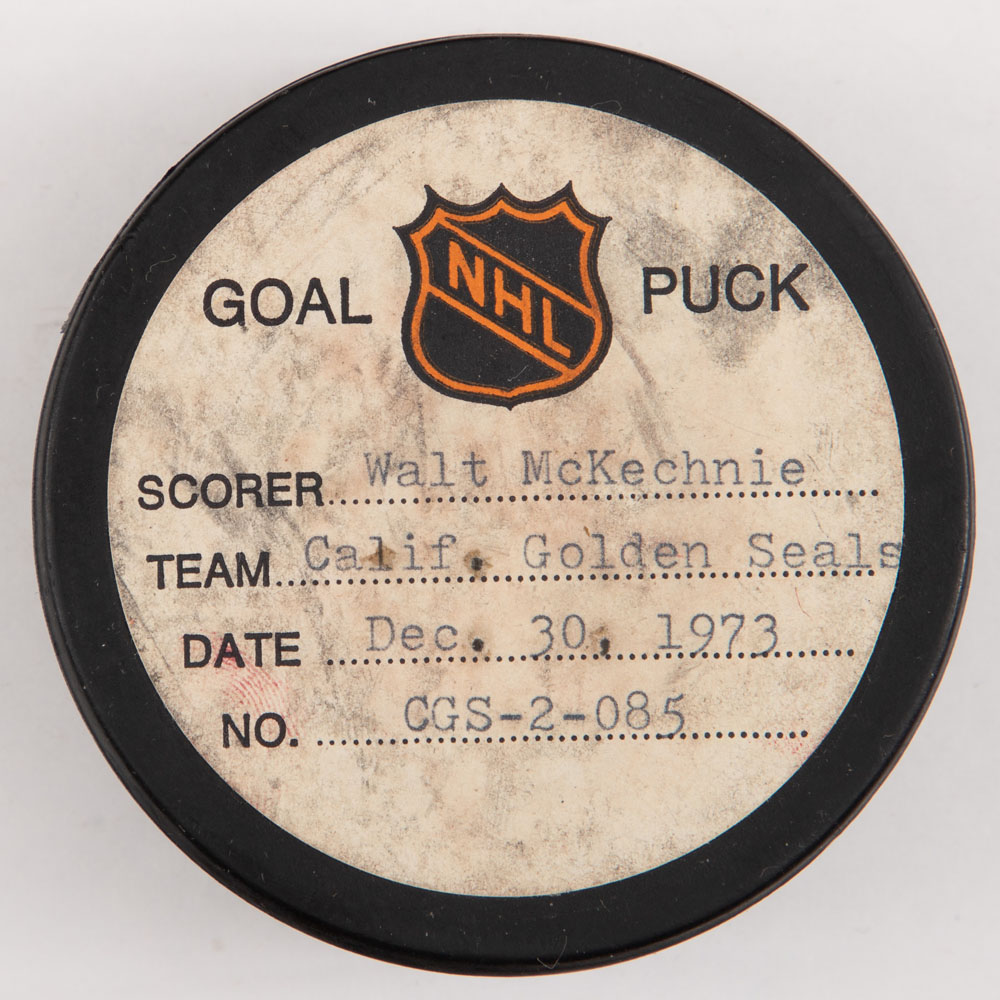 GOAL NHL PUCK
SCORER Walt McKechnie
TEAM Calif. Golden Seals
DATE Dec. 30, 1973
NO. CGS-2-085